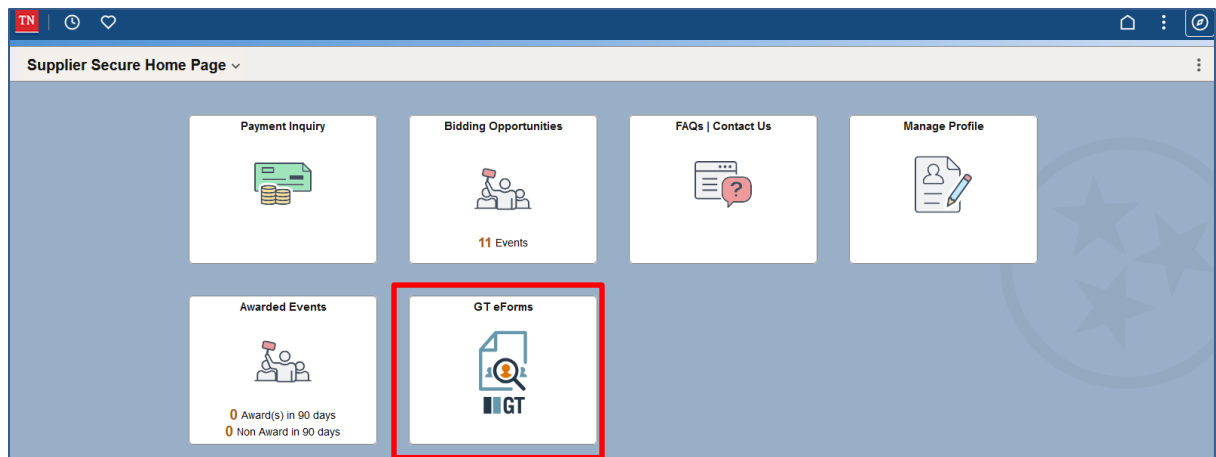 TN
Supplier Secure Home Page
Payment Inquiry
Bidding Opportunities
11 Events
FAQs | Contact Us
?
Manage Profile
Awarded Events
0 Award(s) in 90 days
0 Non Award in 90 days
GT eForms
GT